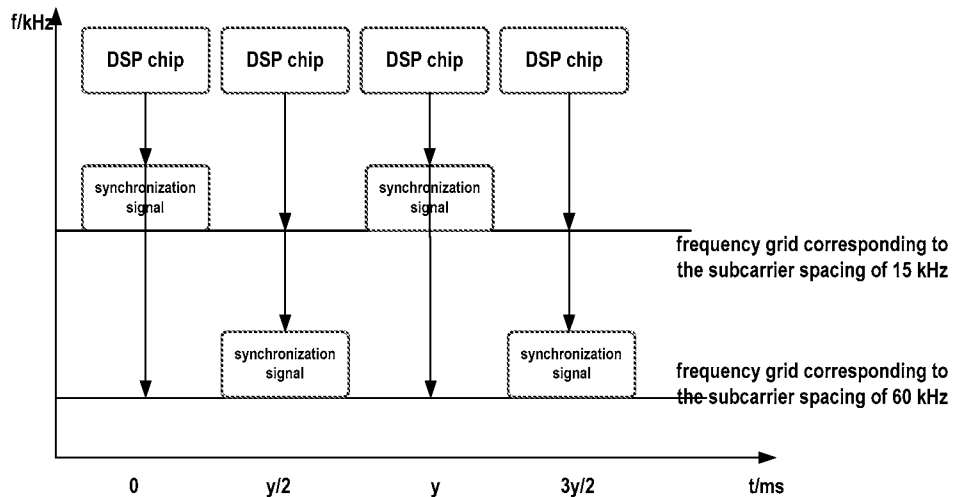 f/kHz
DSP chip
DSP chip
DSP chip
DSP chip
synchronization
signal
synchronization
signal
frequency grid corresponding to
the subcarrier spacing of 15 kHz
synchronization
signal
synchronization
signal
frequency grid corresponding to
the subcarrier spacing of 60 kHz
0
y/2
y
3y/2
t/ms